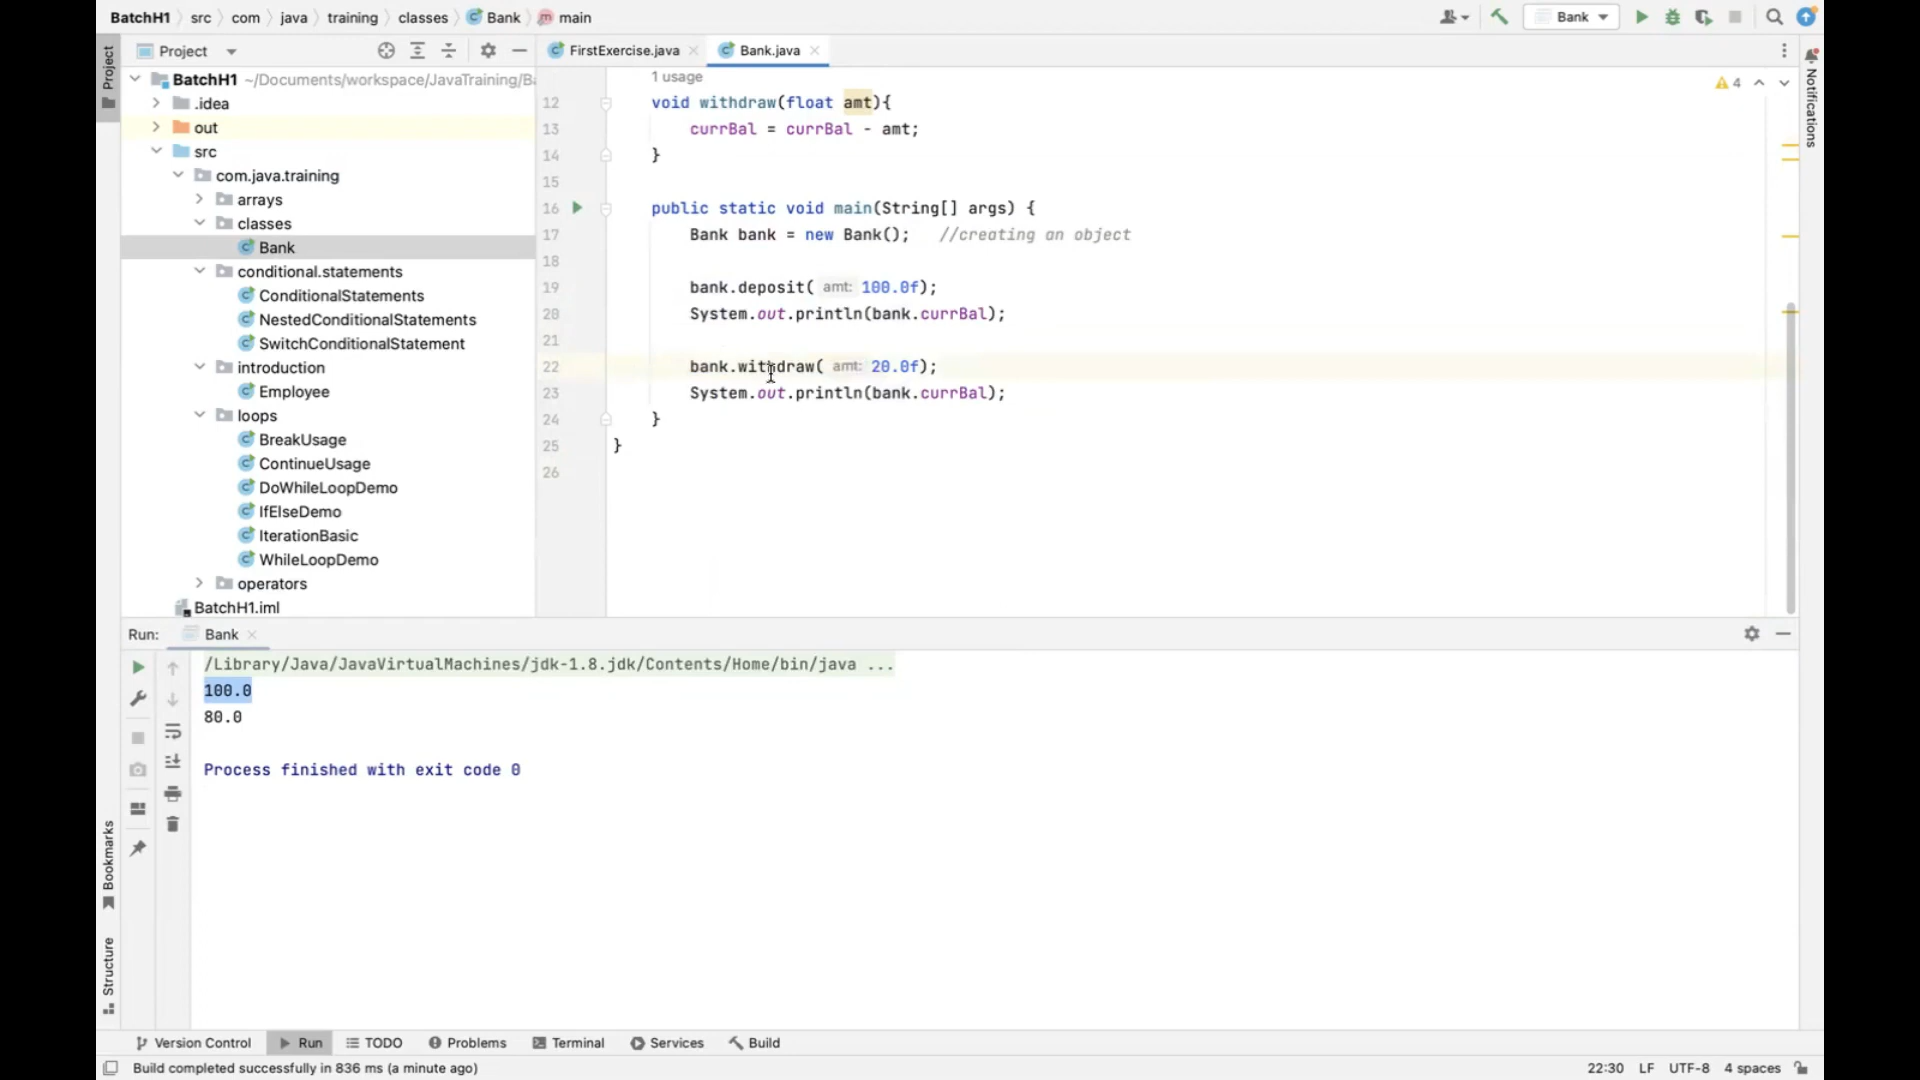 BatchH1 src com java training classes Bank main
Bank
Project
FirstExercise.java
Bank.java
Project
BatchH1 ~/Documents/workspace/JavaTraining/Ba
.idea
out
src
com.java.training
arrays
classes
Bank
conditional.statements
ConditionalStatements
NestedConditionalStatements
SwitchConditionalStatement
introduction
Employee
loops
BreakUsage
ContinueUsage
DoWhileLoopDemo
IfElseDemo
IterationBasic
WhileLoopDemo
operators
BatchH1.iml
1 usage
4
12 void withdraw(float amt){
13 currBal = currBal - amt;
14 }
15
16 public static void main(String[] args) {
17 Bank bank = new Bank(); //creating an object
18
19 bank.deposit( amt: 100.0f);
20 System.out.println(bank.currBal);
21
22 bank.withdraw( amt: 20.0f);
23 System.out.println(bank.currBal);
24 }
25 }
26
Notifications
Run: Bank
/Library/Java/JavaVirtualMachines/jdk-1.8.jdk/Contents/Home/bin/java ...
100.0
80.0
Process finished with exit code 0
Bookmarks
Structure
Version Control Run TODO Problems Terminal Services Build
Build completed successfully in 836 ms (a minute ago)
22:30 LF UTF-8 4 spaces